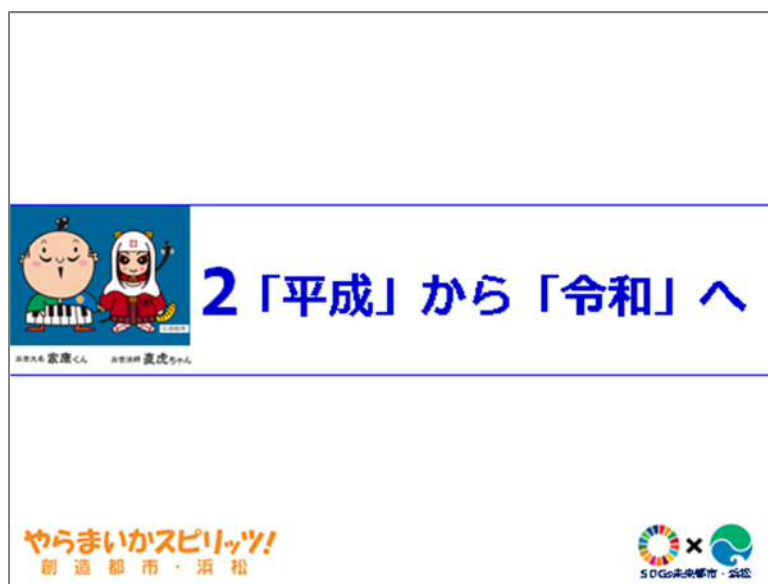 2「平成」から「令和」へ
出世大名 家康くん 出世法師 直虎ちゃん
やらまいかスピリッツ!
創造都市・浜松
SDGs未来都市・浜松